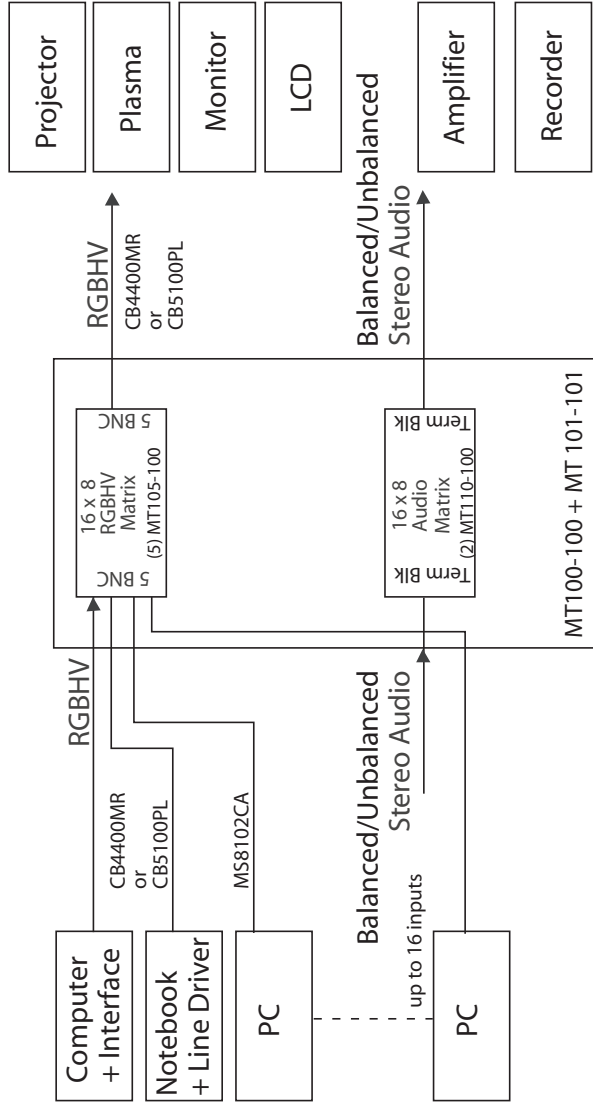 Computer
+ Interface
Notebook
+ Line Driver
PC
PC
RGBHV
CB4400MR
or
CB5100PL
MS8102CA
Balanced/Unbalanced
Stereo Audio
up to 16 inputs
5 BNC
16 x 8
RGBHV
Matrix
(5) MT105-100
5 BNC
Term Blk
16 x 8
Audio
Matrix
(2) MT110-100
Term Blk
MT100-100 + MT 101-101
RGBHV
CB4400MR
or
CB5100PL
Balanced/Unbalanced
Stereo Audio
Projector
Plasma
Monitor
LCD
Amplifier
Recorder